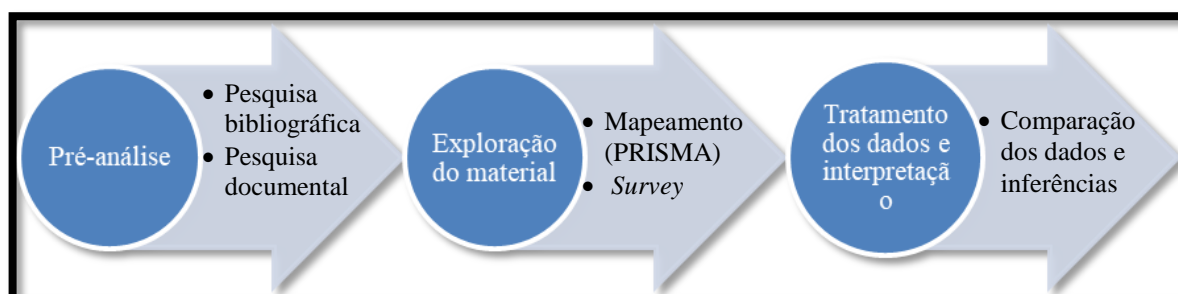 Pré-análise
• Pesquisa
bibliográfica
• Pesquisa
documental
Exploração
do material
• Mapeamento
(PRISMA)
• Survey
Tratamento
dos dados e
interpretaçã
o
• Comparação
dos dados e
inferências